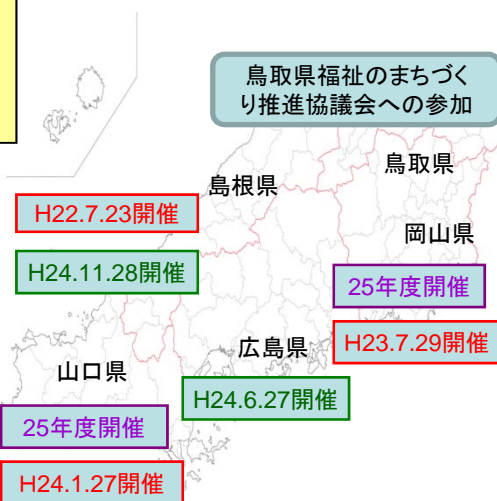 鳥取県福祉のまちづく
り推進協議会への参加
鳥取県
島根県
H22.7.23開催
岡山県
H24.11.28開催
25年度開催
H23.7.29開催
広島県
山口県
H24.6.27開催
25年度開催
H24.1.27開催